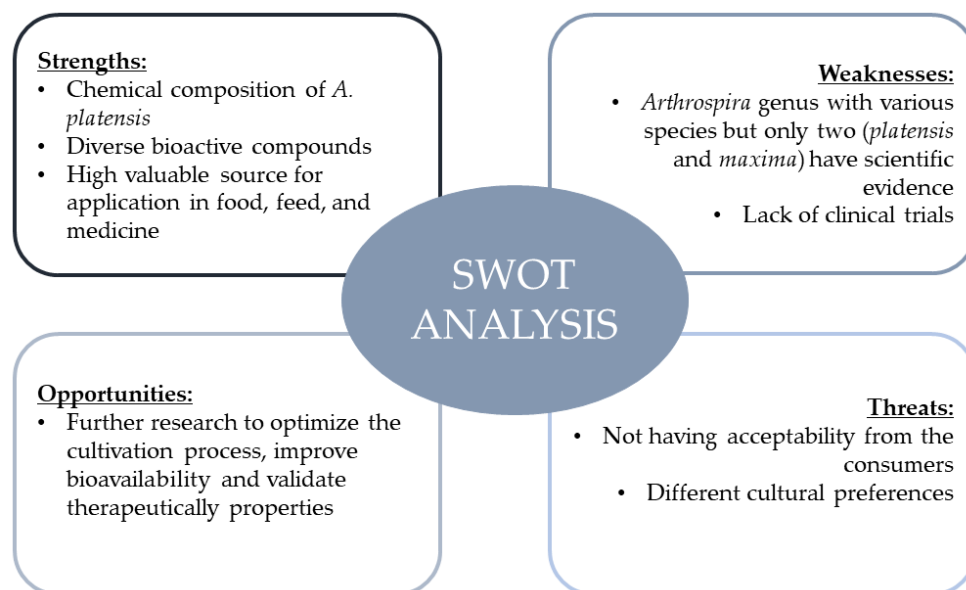 Strengths:
• Chemical composition of A.
platensis
• Diverse bioactive compounds
• High valuable source for
application in food, feed, and
medicine
Weaknesses:
• Arthrospira genus with various
species but only two (platensis
and maxima) have scientific
evidence
• Lack of clinical trials
SWOT
ANALYSIS
Opportunities:
• Further research to optimize the
cultivation process, improve
bioavailability and validate
therapeutically properties
Threats:
• Not having acceptability from the
consumers
• Different cultural preferences